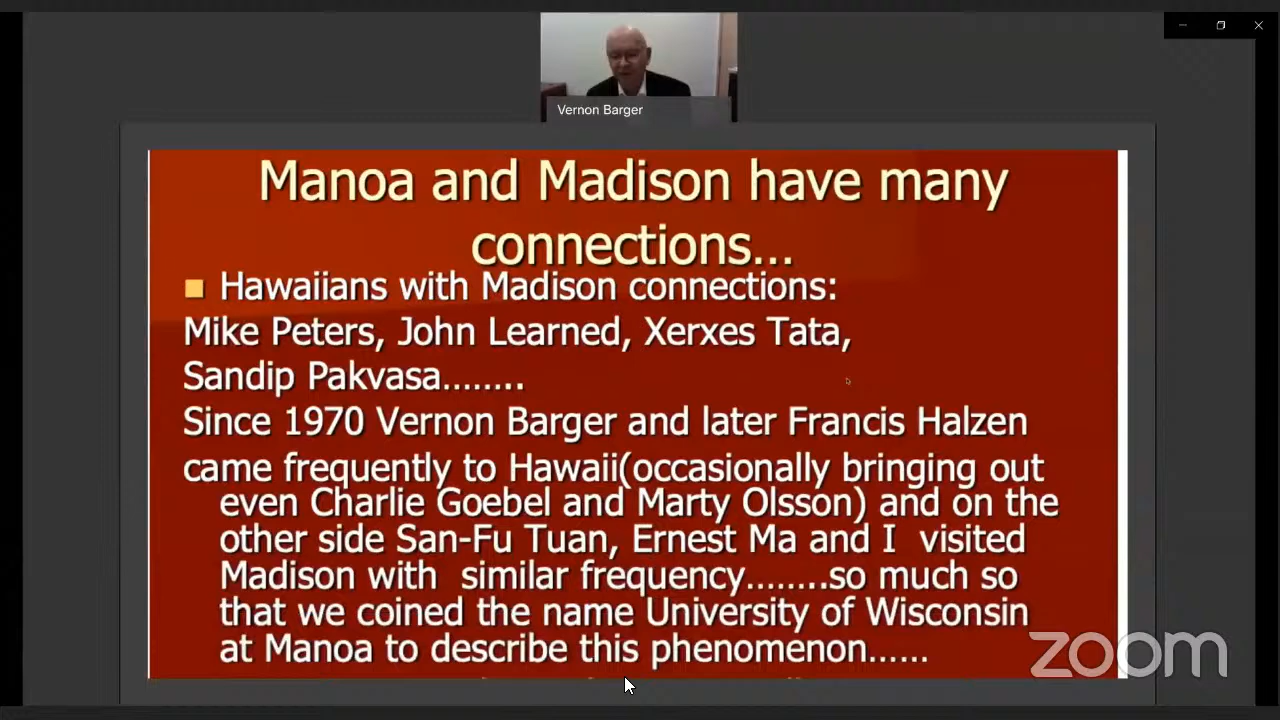 Vernon Barger
Manoa and Madison have many
connections...
Hawaiians with Madison connections:
Mike Peters, John Learned, Xerxes Tata,
Sandip Pakvasa........
Since 1970 Vernon Barger and later Francis Halzen
came frequently to Hawaii(occasionally bringing out
even Charlie Goebel and Marty Olsson) and on the
other side San-Fu Tuan, Ernest Ma and I visited
Madison with similar frequency........so much so
that we coined the name University of Wisconsin
at Manoa to describe this phenomenon......
zoom